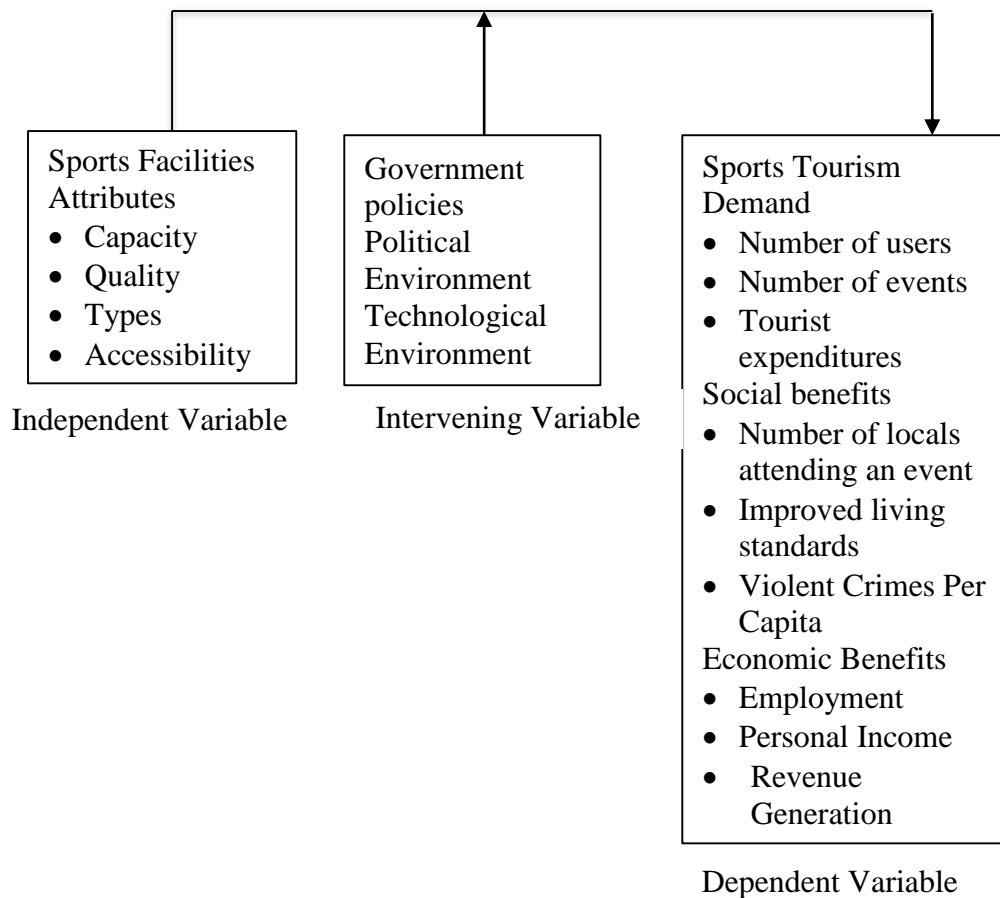 Sports Facilities
Attributes
• Capacity
• Quality
• Types
• Accessibility
Independent Variable
Government
policies
Political
Environment
Technological
Environment
Intervening Variable
Sports Tourism
Demand
• Number of users
• Number of events
• Tourist
expenditures
Social benefits
• Number of locals
attending an event
• Improved living
standards
• Violent Crimes Per
Capita
Economic Benefits
• Employment
• Personal Income
• Revenue
Generation
Dependent Variable